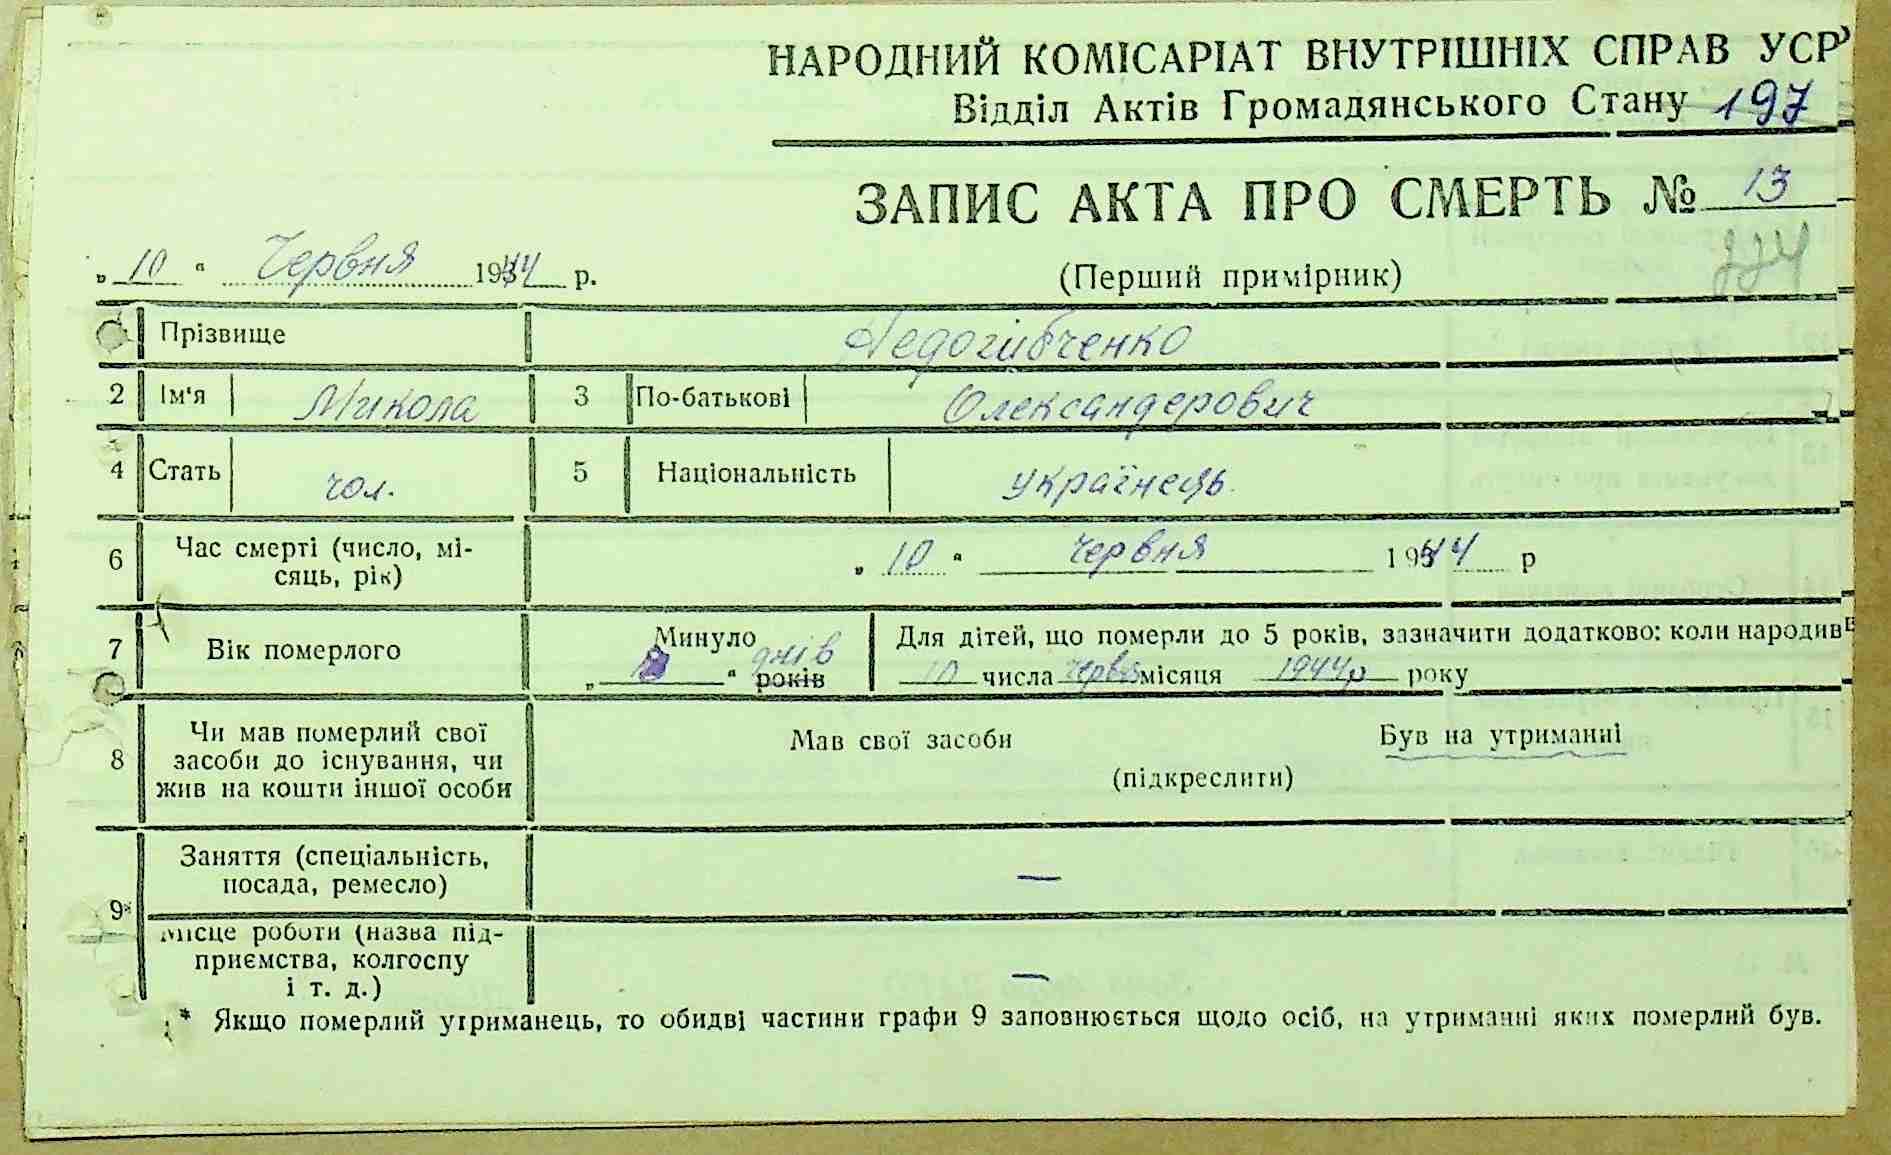 НАРОДНИЙ КОМІСАРІАТ ВНУТРІШНІХ СПРАВ УСР
Відділ Актів Громадянського Стану 197
ЗАПИС АКТА ПРО СМЕРТЬ № 13
„ 10 “ Червня 1944 р.
(Перший примірник)
Прізвище Недогибченко
2 Ім'я Микола 3 По-батькові Олександерович
4 Стать чол. 5 Національність українець
6 Час смерті (число, мі-
сяць, рік) „ 10 “ Червня 1944 р
7 Вік померлого Минуло днів років Для дітей, що померли до 5 років, зазначити додатково: коли народив
10 числа червня місяця 1944р року
8 Чи мав померлий свої
засоби до існування, чи
жив на кошти іншої особи
Мав свої засоби Був на утриманні
(підкреслити)
9* Заняття (спеціальність,
посада, ремесло) —
Місце роботи (назва під-
приємства, колгоспу
і т. д.) —
* Якщо померлий утриманець, то обидві частини графи 9 заповнюється щодо осіб, на утриманні яких померлий був.